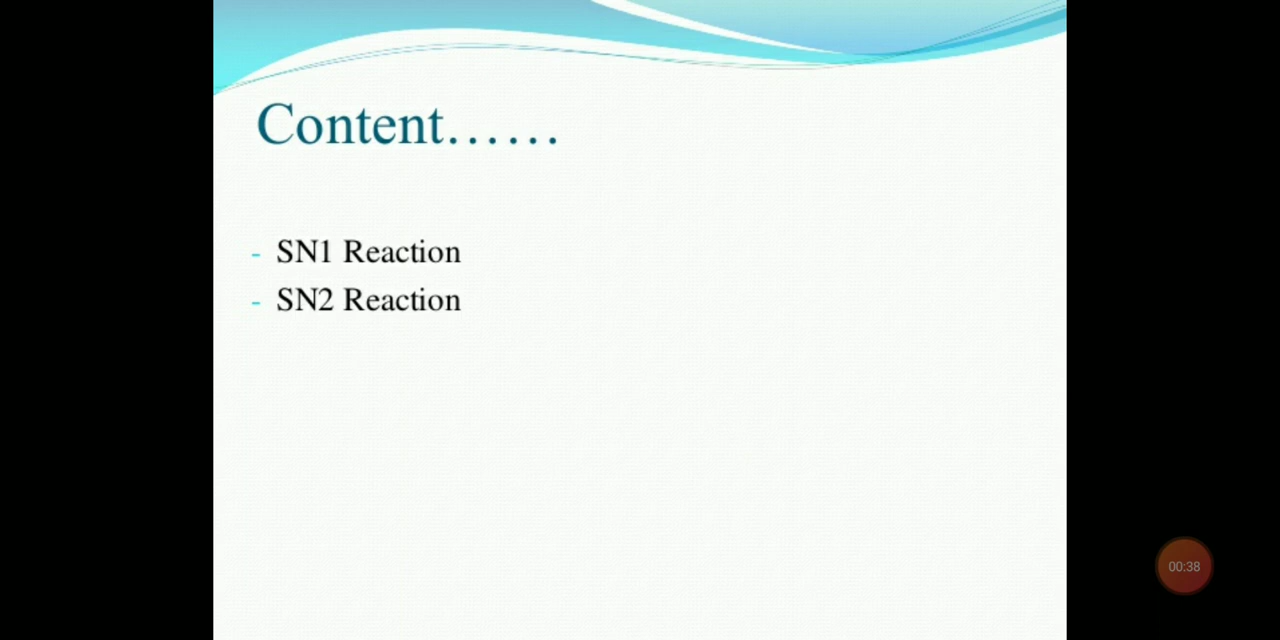 Content......
- SN1 Reaction
- SN2 Reaction
00:38